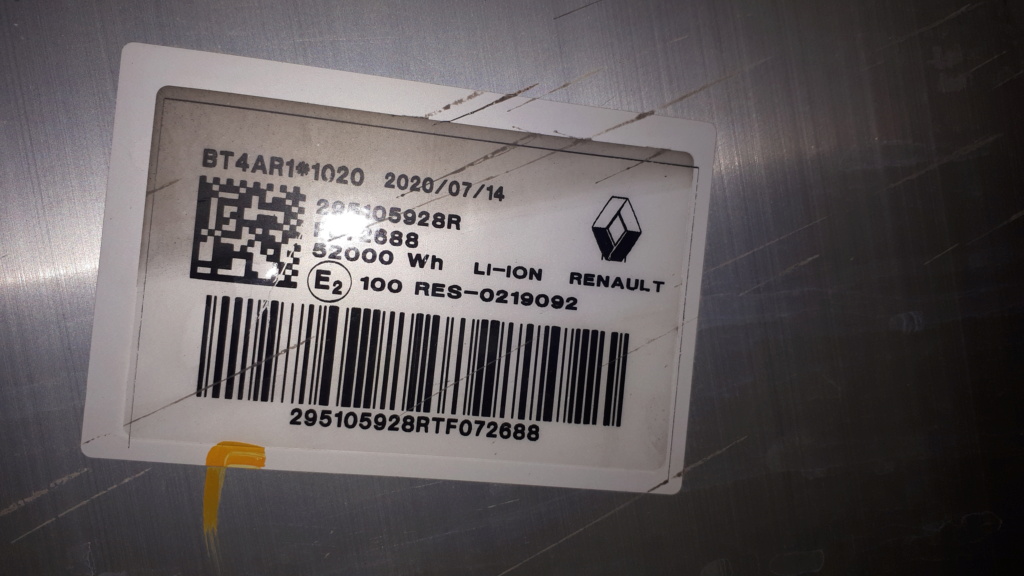 BT4AR1*1020 2020/07/14
295105928R
52000 Wh LI-ION RENAULT
E2 100 RES-0219092
295105928RTF072688